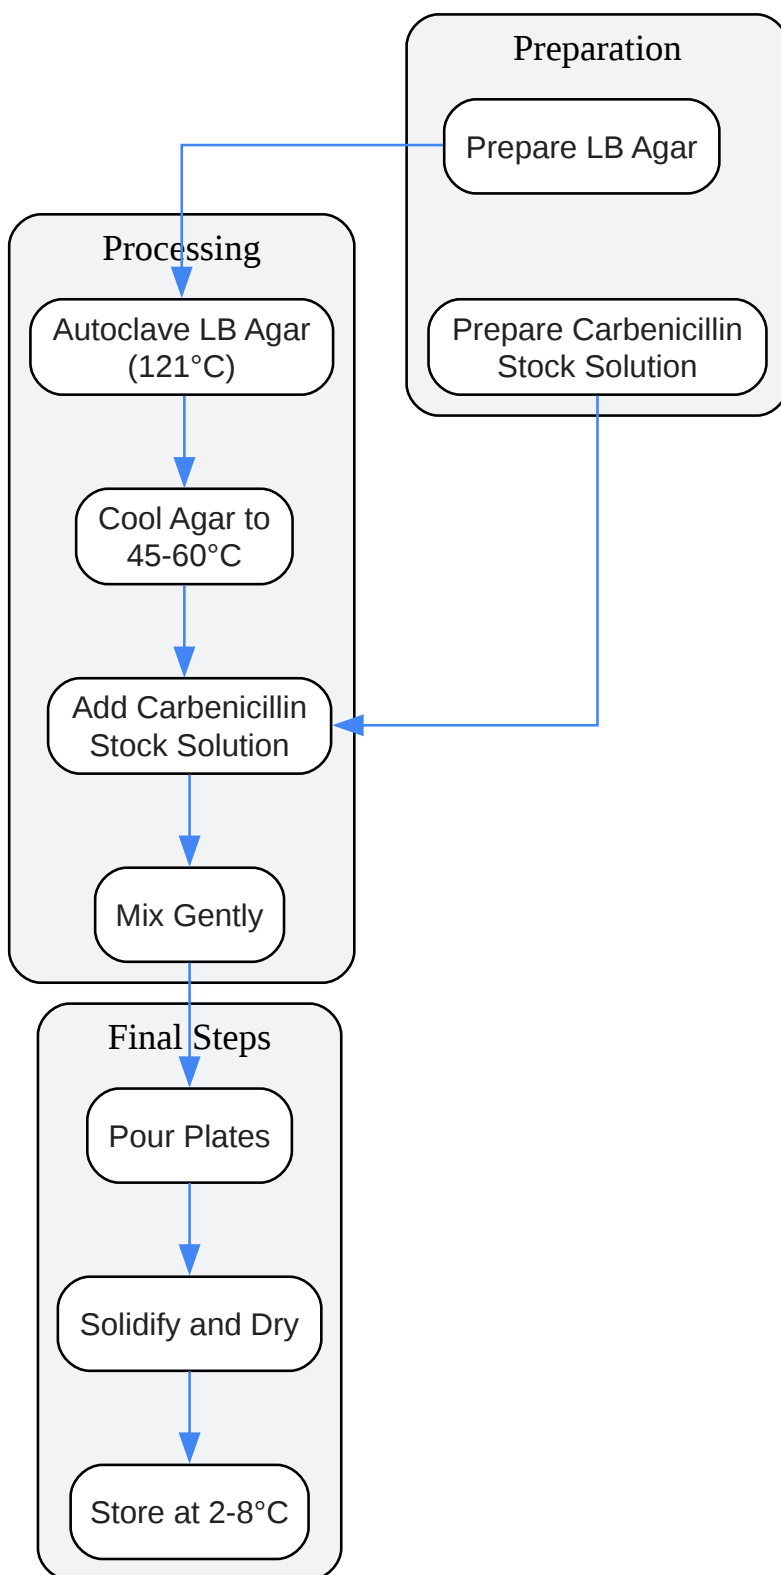 Preparation
Prepare LB Agar
Prepare Carbenicillin
Stock Solution
Processing
Autoclave LB Agar
(121°C)
Cool Agar to
45-60°C
Add Carbenicillin
Stock Solution
Mix Gently
Final Steps
Pour Plates
Solidify and Dry
Store at 2-8°C